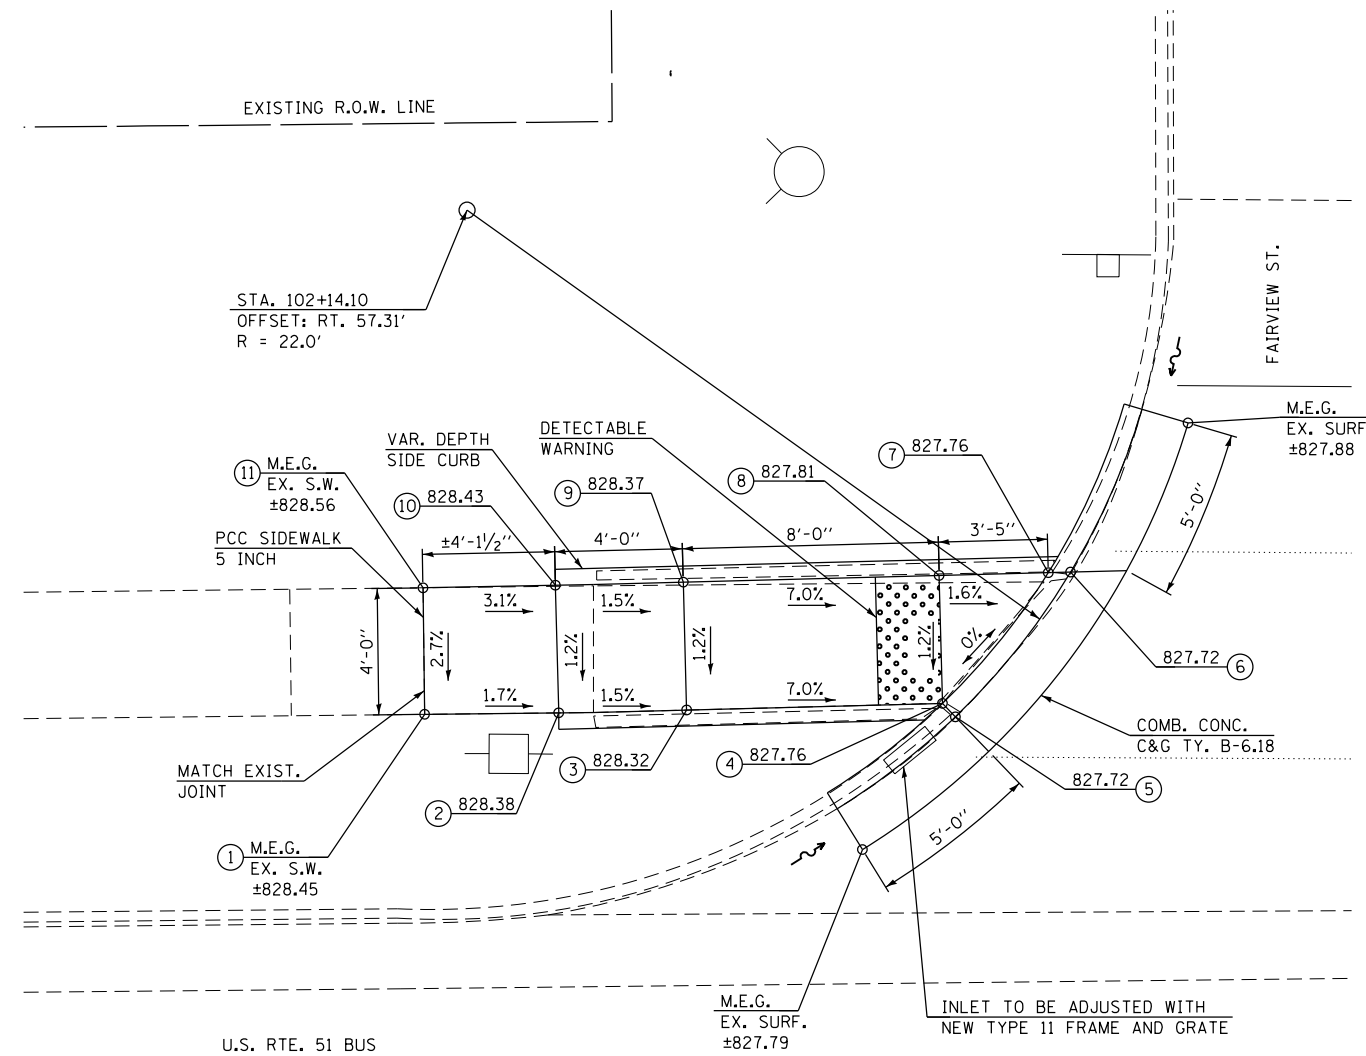 EXISTING R.O.W. LINE
STA. 102+14.10
OFFSET: RT. 57.31'
R = 22.0'
FAIRVIEW ST.
M.E.G.
EX. SURF
±827.88
5'-0"
DETECTABLE
WARNING
VAR. DEPTH
SIDE CURB
7 827.76
8 827.81
9 828.37
10 828.43
11 M.E.G.
EX. S.W.
±828.56
PCC SIDEWALK
5 INCH
±4'-1½"
4'-0"
8'-0"
3'-5"
3.1%
1.5%
7.0%
1.6%
4'-0"
2.7%
1.2%
1.2%
1.2%
0%
1.7%
1.5%
7.0%
827.72 6
COMB. CONC.
C&G TY. B-6.18
MATCH EXIST.
JOINT
3 828.32
4 827.76
827.72 5
2 828.38
5'-0"
1 M.E.G.
EX. S.W.
±828.45
M.E.G.
EX. SURF.
±827.79
INLET TO BE ADJUSTED WITH
NEW TYPE 11 FRAME AND GRATE
U.S. RTE. 51 BUS